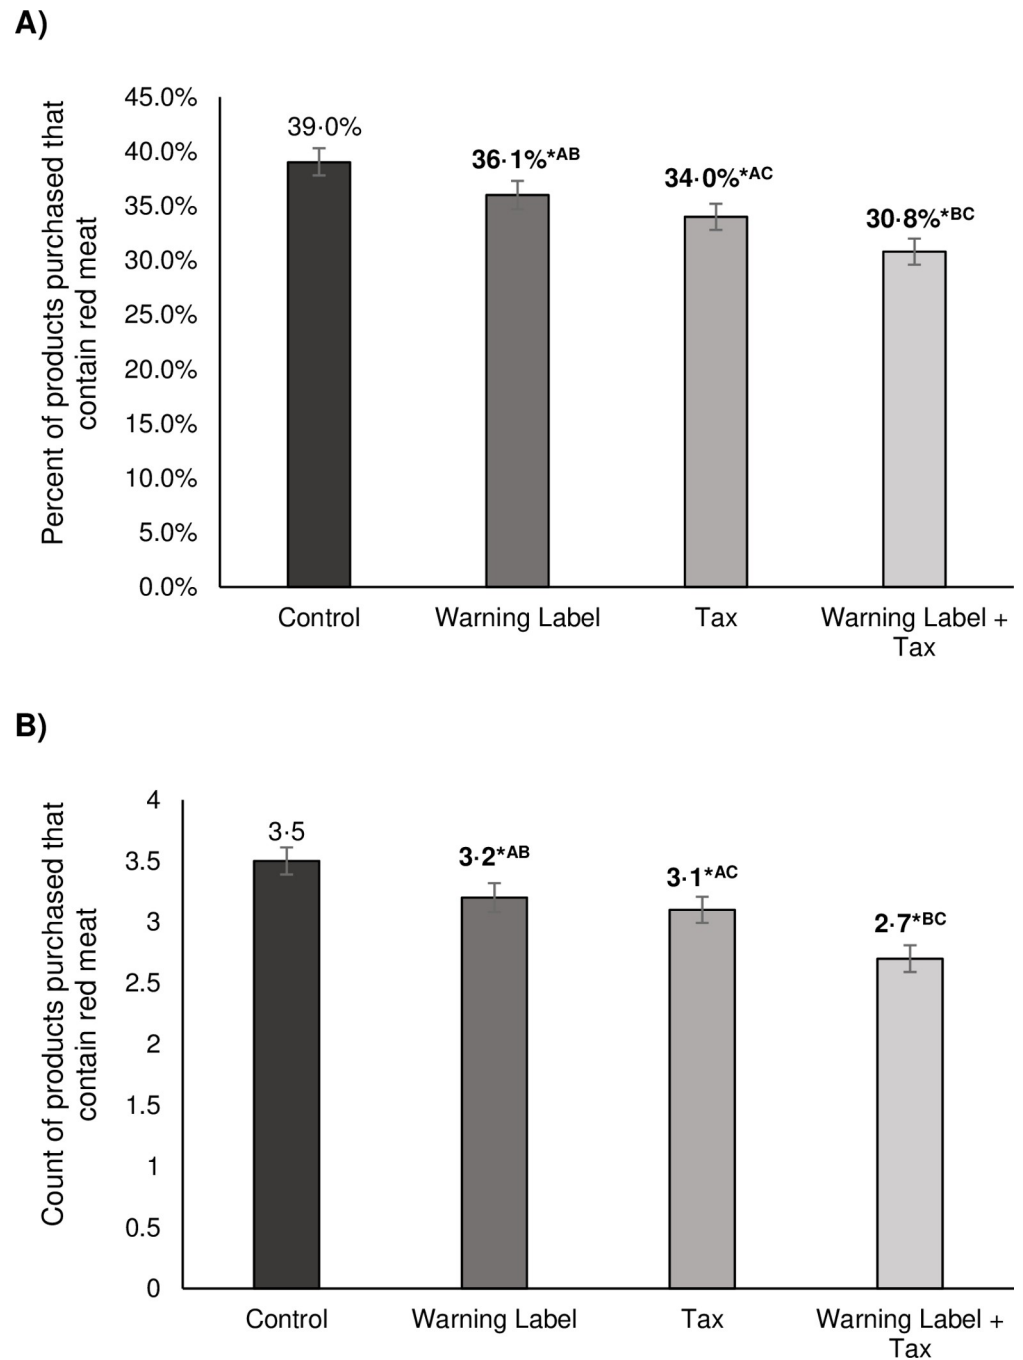 A)
Percent of products purchased that
contain red meat
45.0%
40.0%
35.0%
30.0%
25.0%
20.0%
15.0%
10.0%
5.0%
0.0%
39·0%
36·1%*AB
34·0%*AC
30·8%*BC
Control
Warning Label
Tax
Warning Label +
Tax
B)
Count of products purchased that
contain red meat
4
3.5
3
2.5
2
1.5
1
0.5
0
3·5
3·2*AB
3·1*AC
2·7*BC
Control
Warning Label
Tax
Warning Label +
Tax